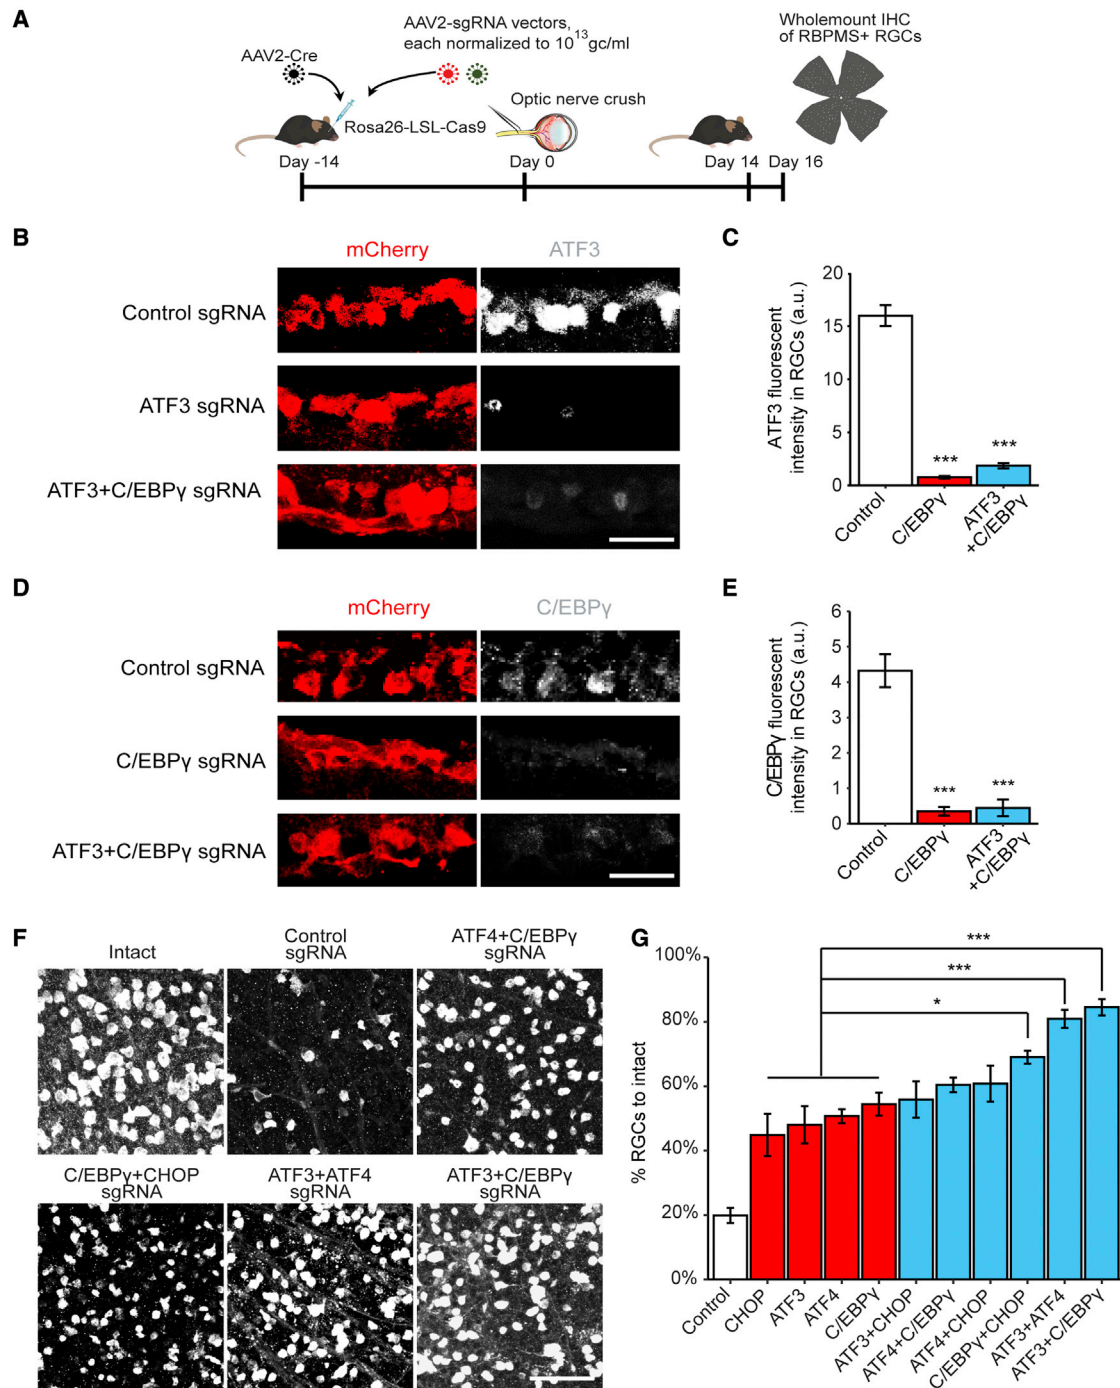 A
AAV2-Cre
AAV2-sgRNA vectors,
each normalized to 10¹³gc/ml
Wholemount IHC
of RBPMS+ RGCs
Rosa26-LSL-Cas9
Optic nerve crush
Day -14
Day 0
Day 14
Day 16
B
mCherry
ATF3
Control sgRNA
ATF3 sgRNA
ATF3+C/EBPγ sgRNA
C
ATF3 fluorescent
intensity in RGCs (a.u.)
20
15
10
5
0
***
***
Control
C/EBPγ
ATF3
+C/EBPγ
D
mCherry
C/EBPγ
Control sgRNA
C/EBPγ sgRNA
ATF3+C/EBPγ sgRNA
E
C/EBPγ fluorescent
intensity in RGCs (a.u.)
6
5
4
3
2
1
0
***
***
Control
C/EBPγ
ATF3
+C/EBPγ
F
Intact
Control
sgRNA
ATF4+C/EBPγ
sgRNA
C/EBPγ+CHOP
sgRNA
ATF3+ATF4
sgRNA
ATF3+C/EBPγ
sgRNA
G
% RGCs to intact
100%
80%
60%
40%
20%
0%
***
***
*
Control
CHOP
ATF3
ATF4
C/EBPγ
ATF3+CHOP
ATF4+C/EBPγ
ATF4+CHOP
C/EBPγ+CHOP
ATF3+ATF4
ATF3+C/EBPγ